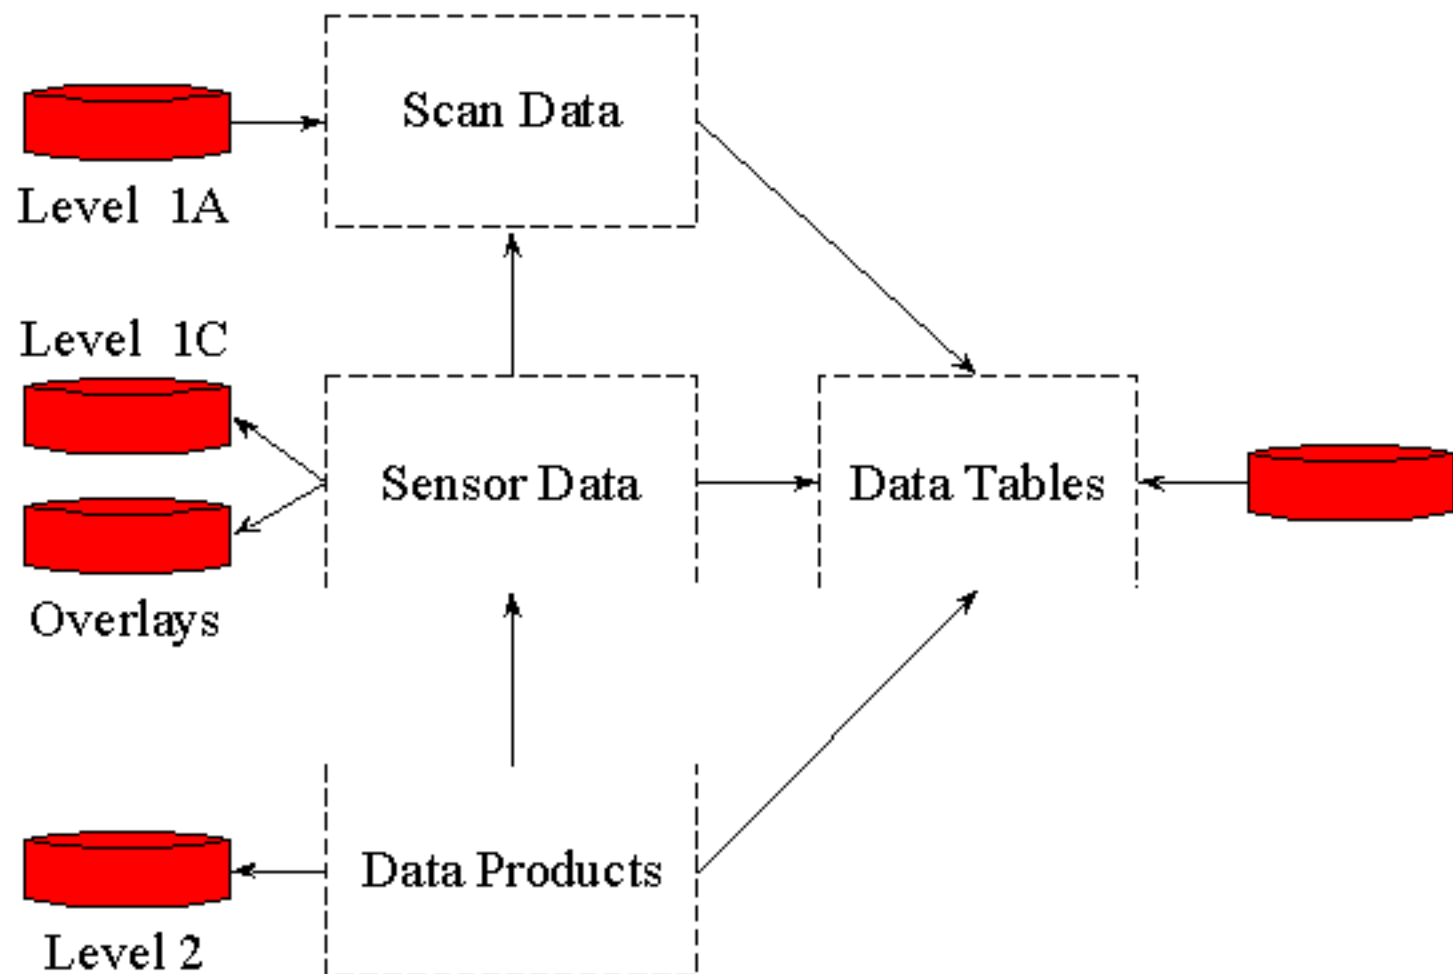 Scan Data
Level 1A
Level 1C
Sensor Data
Data Tables
Overlays
Data Products
Level 2